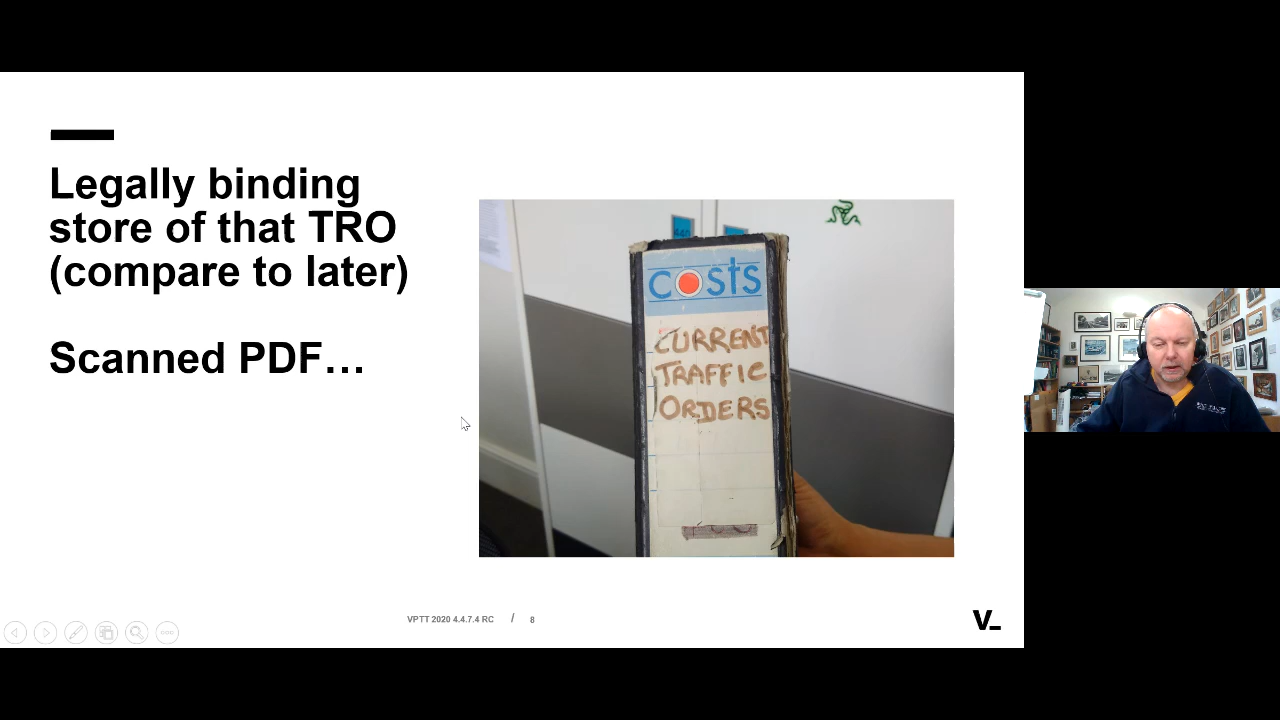 Legally binding
store of that TRO
(compare to later)
Scanned PDF…
costs
CURRENT
TRAFFIC
ORDERS
VPTT 2020 4.4.7.4 RC / 8
V_